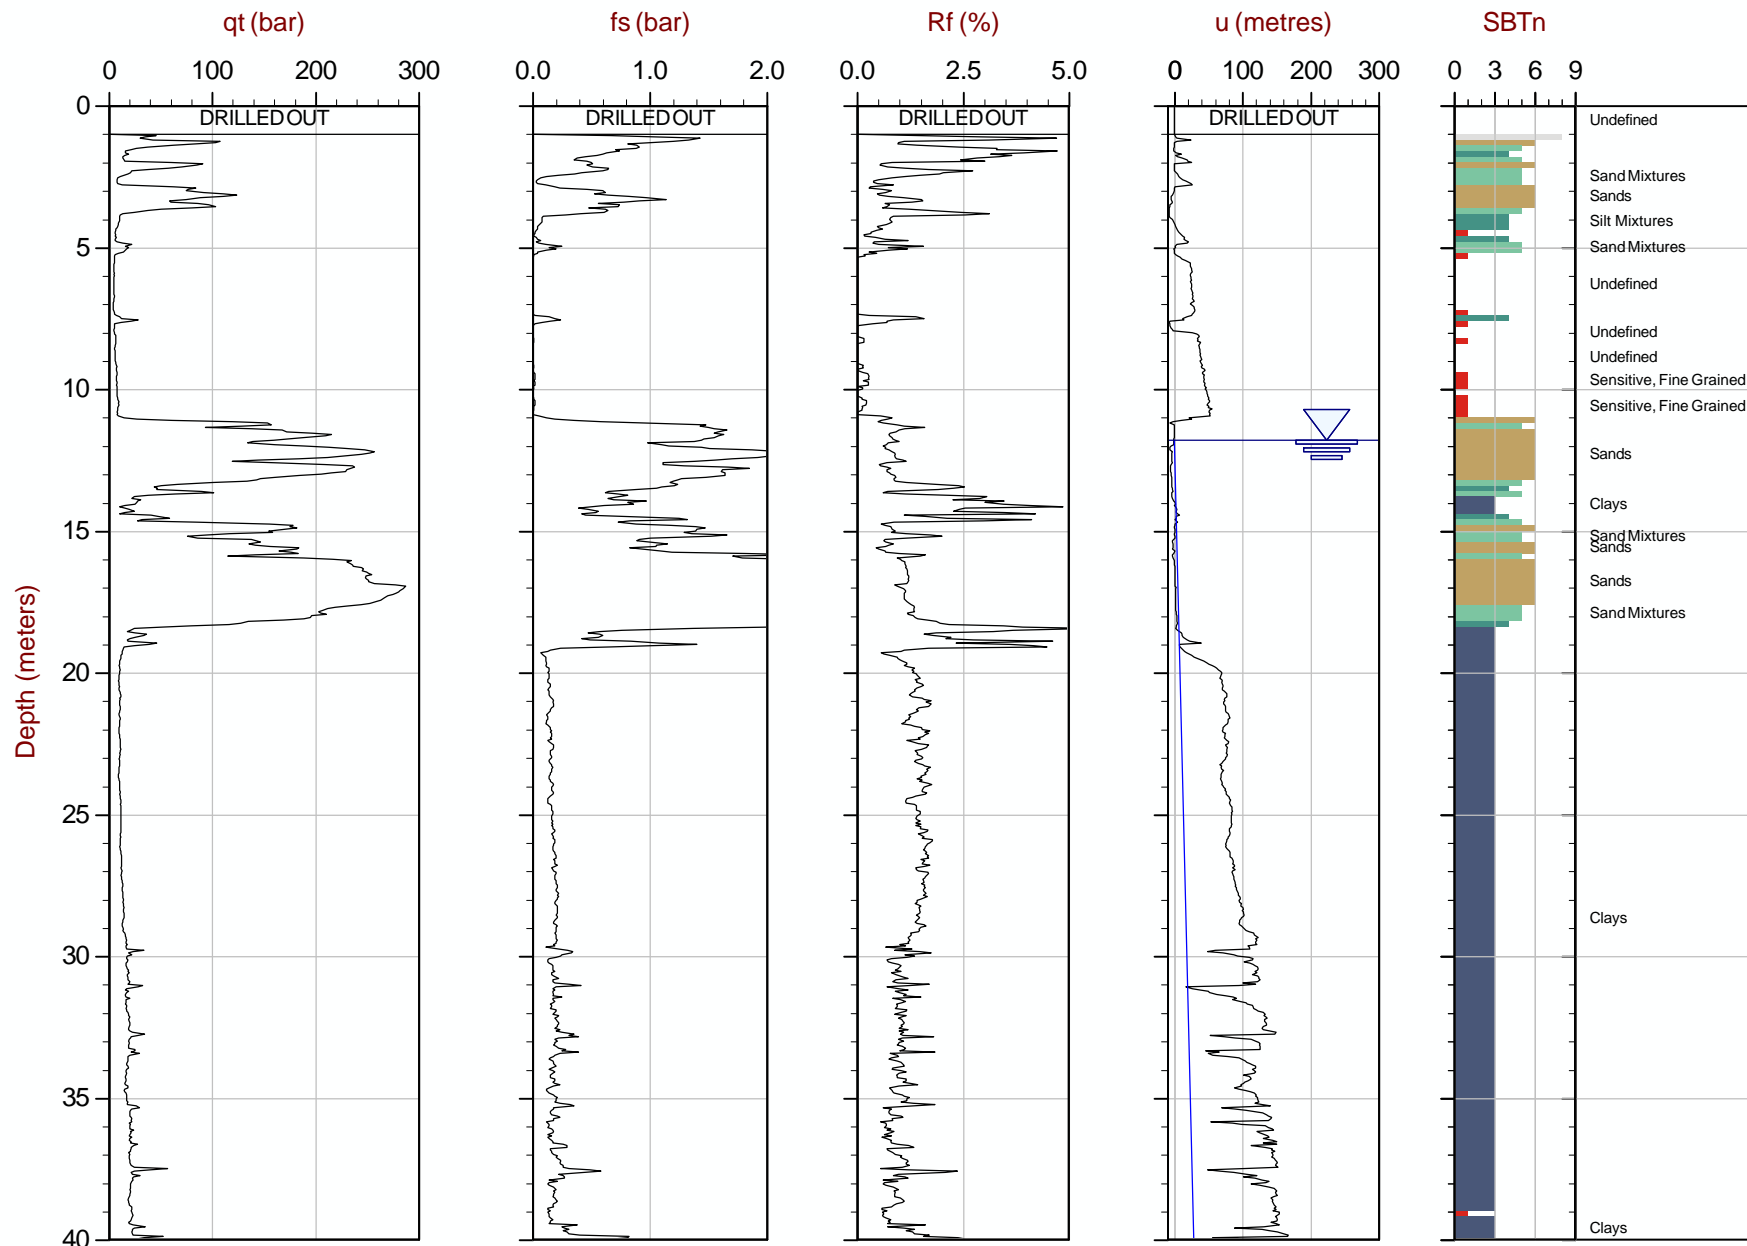 qt (bar) fs (bar) Rf (%) u (metres) SBTn
0 100 200 300 0.0 1.0 2.0 0.0 2.5 5.0 0 100 200 300 0 3 6 9
0
DRILLED OUT DRILLED OUT DRILLED OUT DRILLED OUT
Undefined
Sand Mixtures
Sands
Silt Mixtures
5
Sand Mixtures
Undefined
Undefined
Undefined
Sensitive, Fine Grained
10
Sensitive, Fine Grained
Sands
Clays
15
Sand Mixtures
Sands
Sands
Sand Mixtures
20
Depth (meters)
25
Clays
30
35
Clays
40